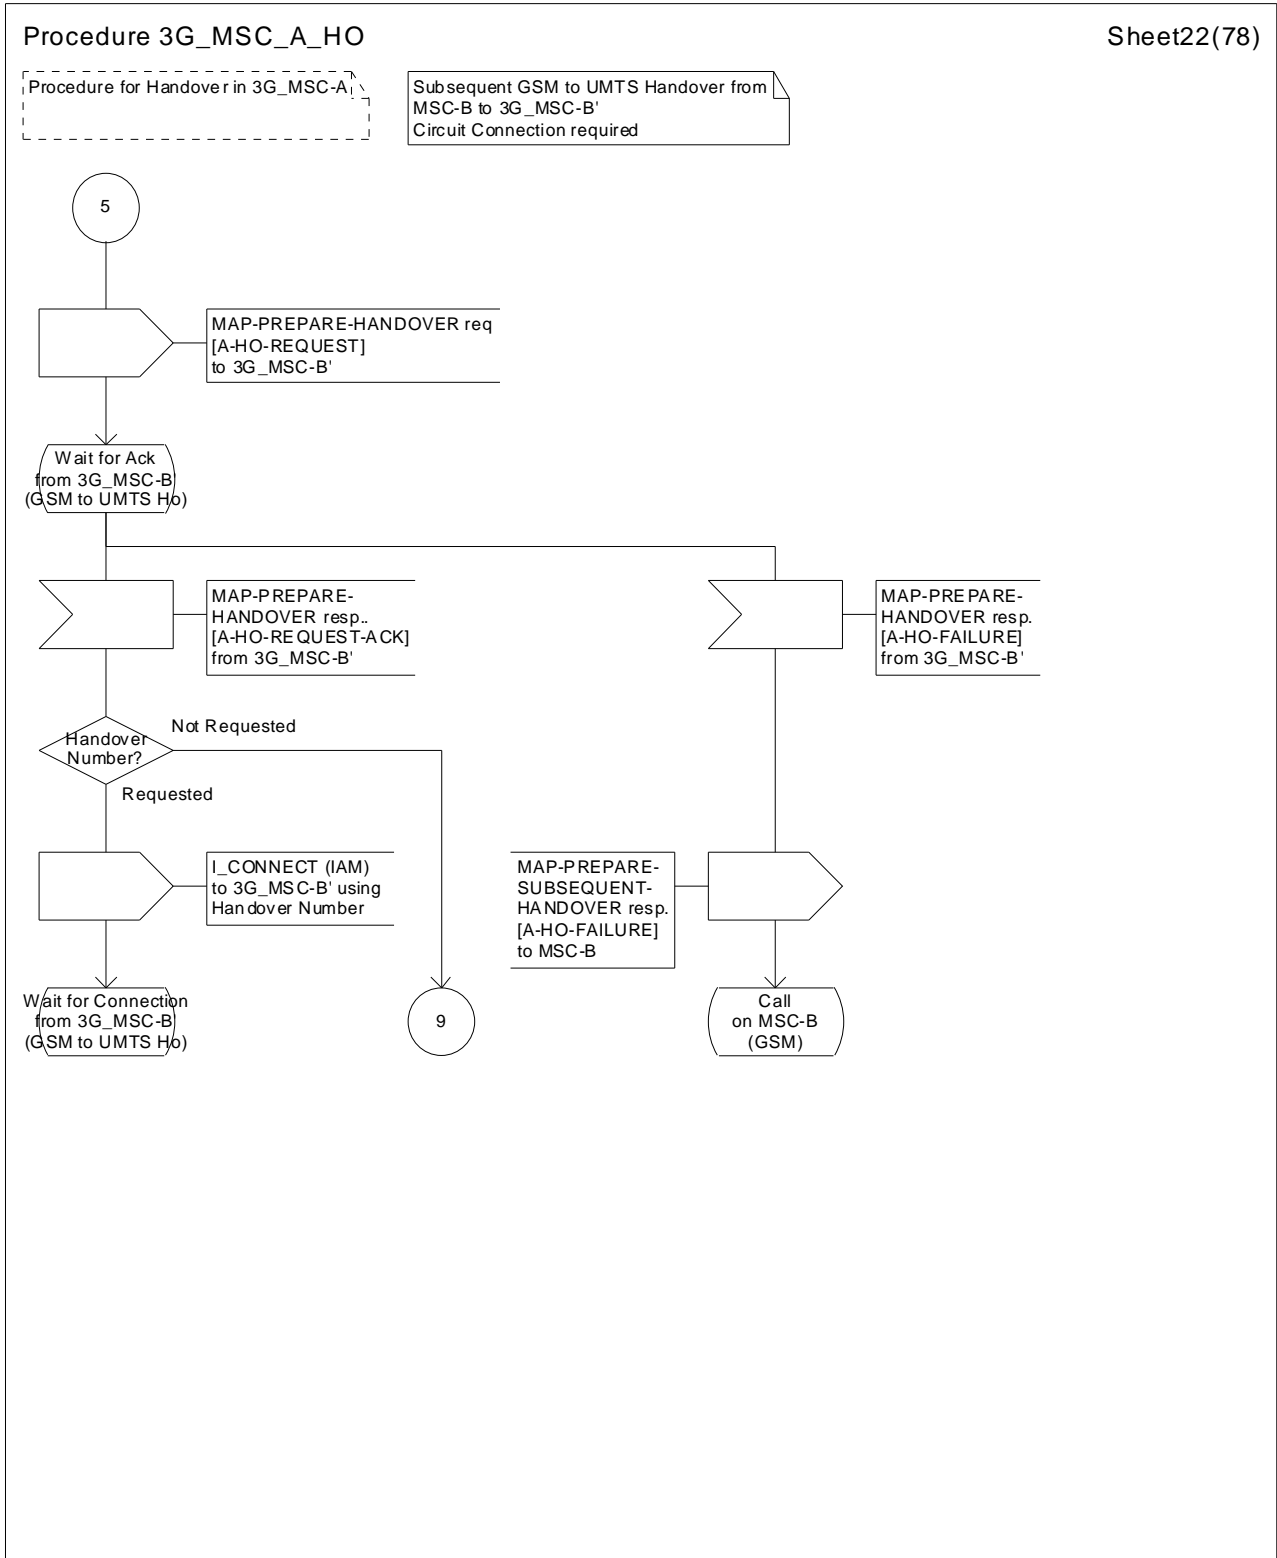 Procedure 3G_MSC_A_HO
Sheet22(78)
Procedure for Handover in 3G_MSC-A
Subsequent GSM to UMTS Handover from
MSC-B to 3G_MSC-B'
Circuit Connection required
5
MAP-PREPARE-HANDOVER req
[A-HO-REQUEST]
to 3G_MSC-B'
Wait for Ack
from 3G_MSC-B'
(GSM to UMTS Ho)
MAP-PREPARE-
HANDOVER resp..
[A-HO-REQUEST-ACK]
from 3G_MSC-B'
MAP-PREPARE-
HANDOVER resp.
[A-HO-FAILURE]
from 3G_MSC-B'
Handover
Number?
Not Requested
Requested
I_CONNECT (IAM)
to 3G_MSC-B' using
Handover Number
MAP-PREPARE-
SUBSEQUENT-
HANDOVER resp.
[A-HO-FAILURE]
to MSC-B
Wait for Connection
from 3G_MSC-B'
(GSM to UMTS Ho)
9
Call
on MSC-B
(GSM)